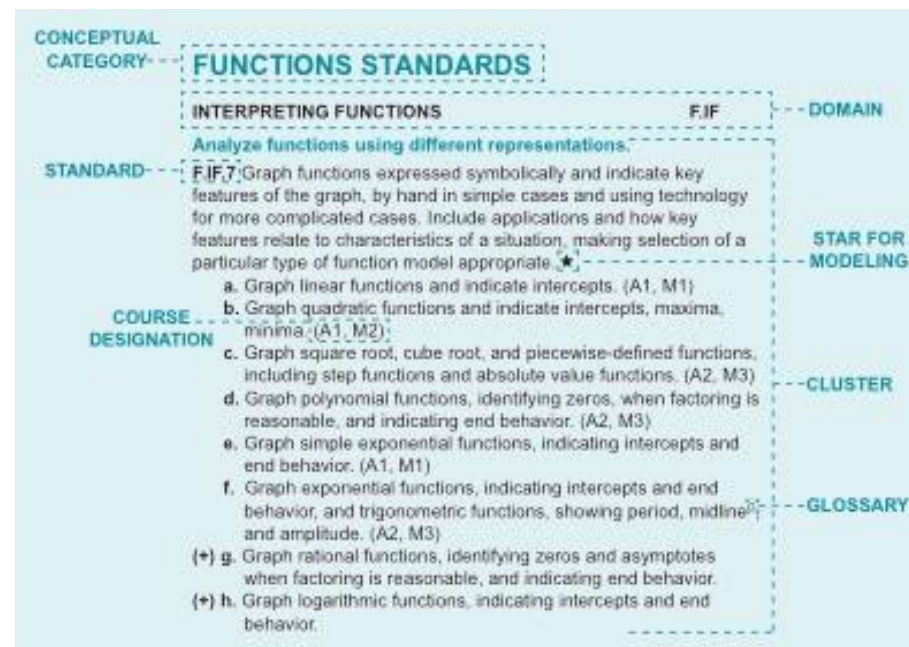 CONCEPTUAL
CATEGORY
FUNCTIONS STANDARDS
INTERPRETING FUNCTIONS F.IF
DOMAIN
Analyze functions using different representations.
STANDARD
F.IF.7 Graph functions expressed symbolically and indicate key
features of the graph, by hand in simple cases and using technology
for more complicated cases. Include applications and how key
features relate to characteristics of a situation, making selection of a
particular type of function model appropriate. ★
STAR FOR
MODELING
a. Graph linear functions and indicate intercepts. (A1, M1)
b. Graph quadratic functions and indicate intercepts, maxima,
minima. (A1, M2)
COURSE
DESIGNATION
c. Graph square root, cube root, and piecewise-defined functions,
including step functions and absolute value functions. (A2, M3)
CLUSTER
d. Graph polynomial functions, identifying zeros, when factoring is
reasonable, and indicating end behavior. (A2, M3)
e. Graph simple exponential functions, indicating intercepts and
end behavior. (A1, M1)
f. Graph exponential functions, indicating intercepts and end
behavior, and trigonometric functions, showing period, midline
and amplitude. (A2, M3)
GLOSSARY
(+) g. Graph rational functions, identifying zeros and asymptotes
when factoring is reasonable, and indicating end behavior.
(+) h. Graph logarithmic functions, indicating intercepts and end
behavior.